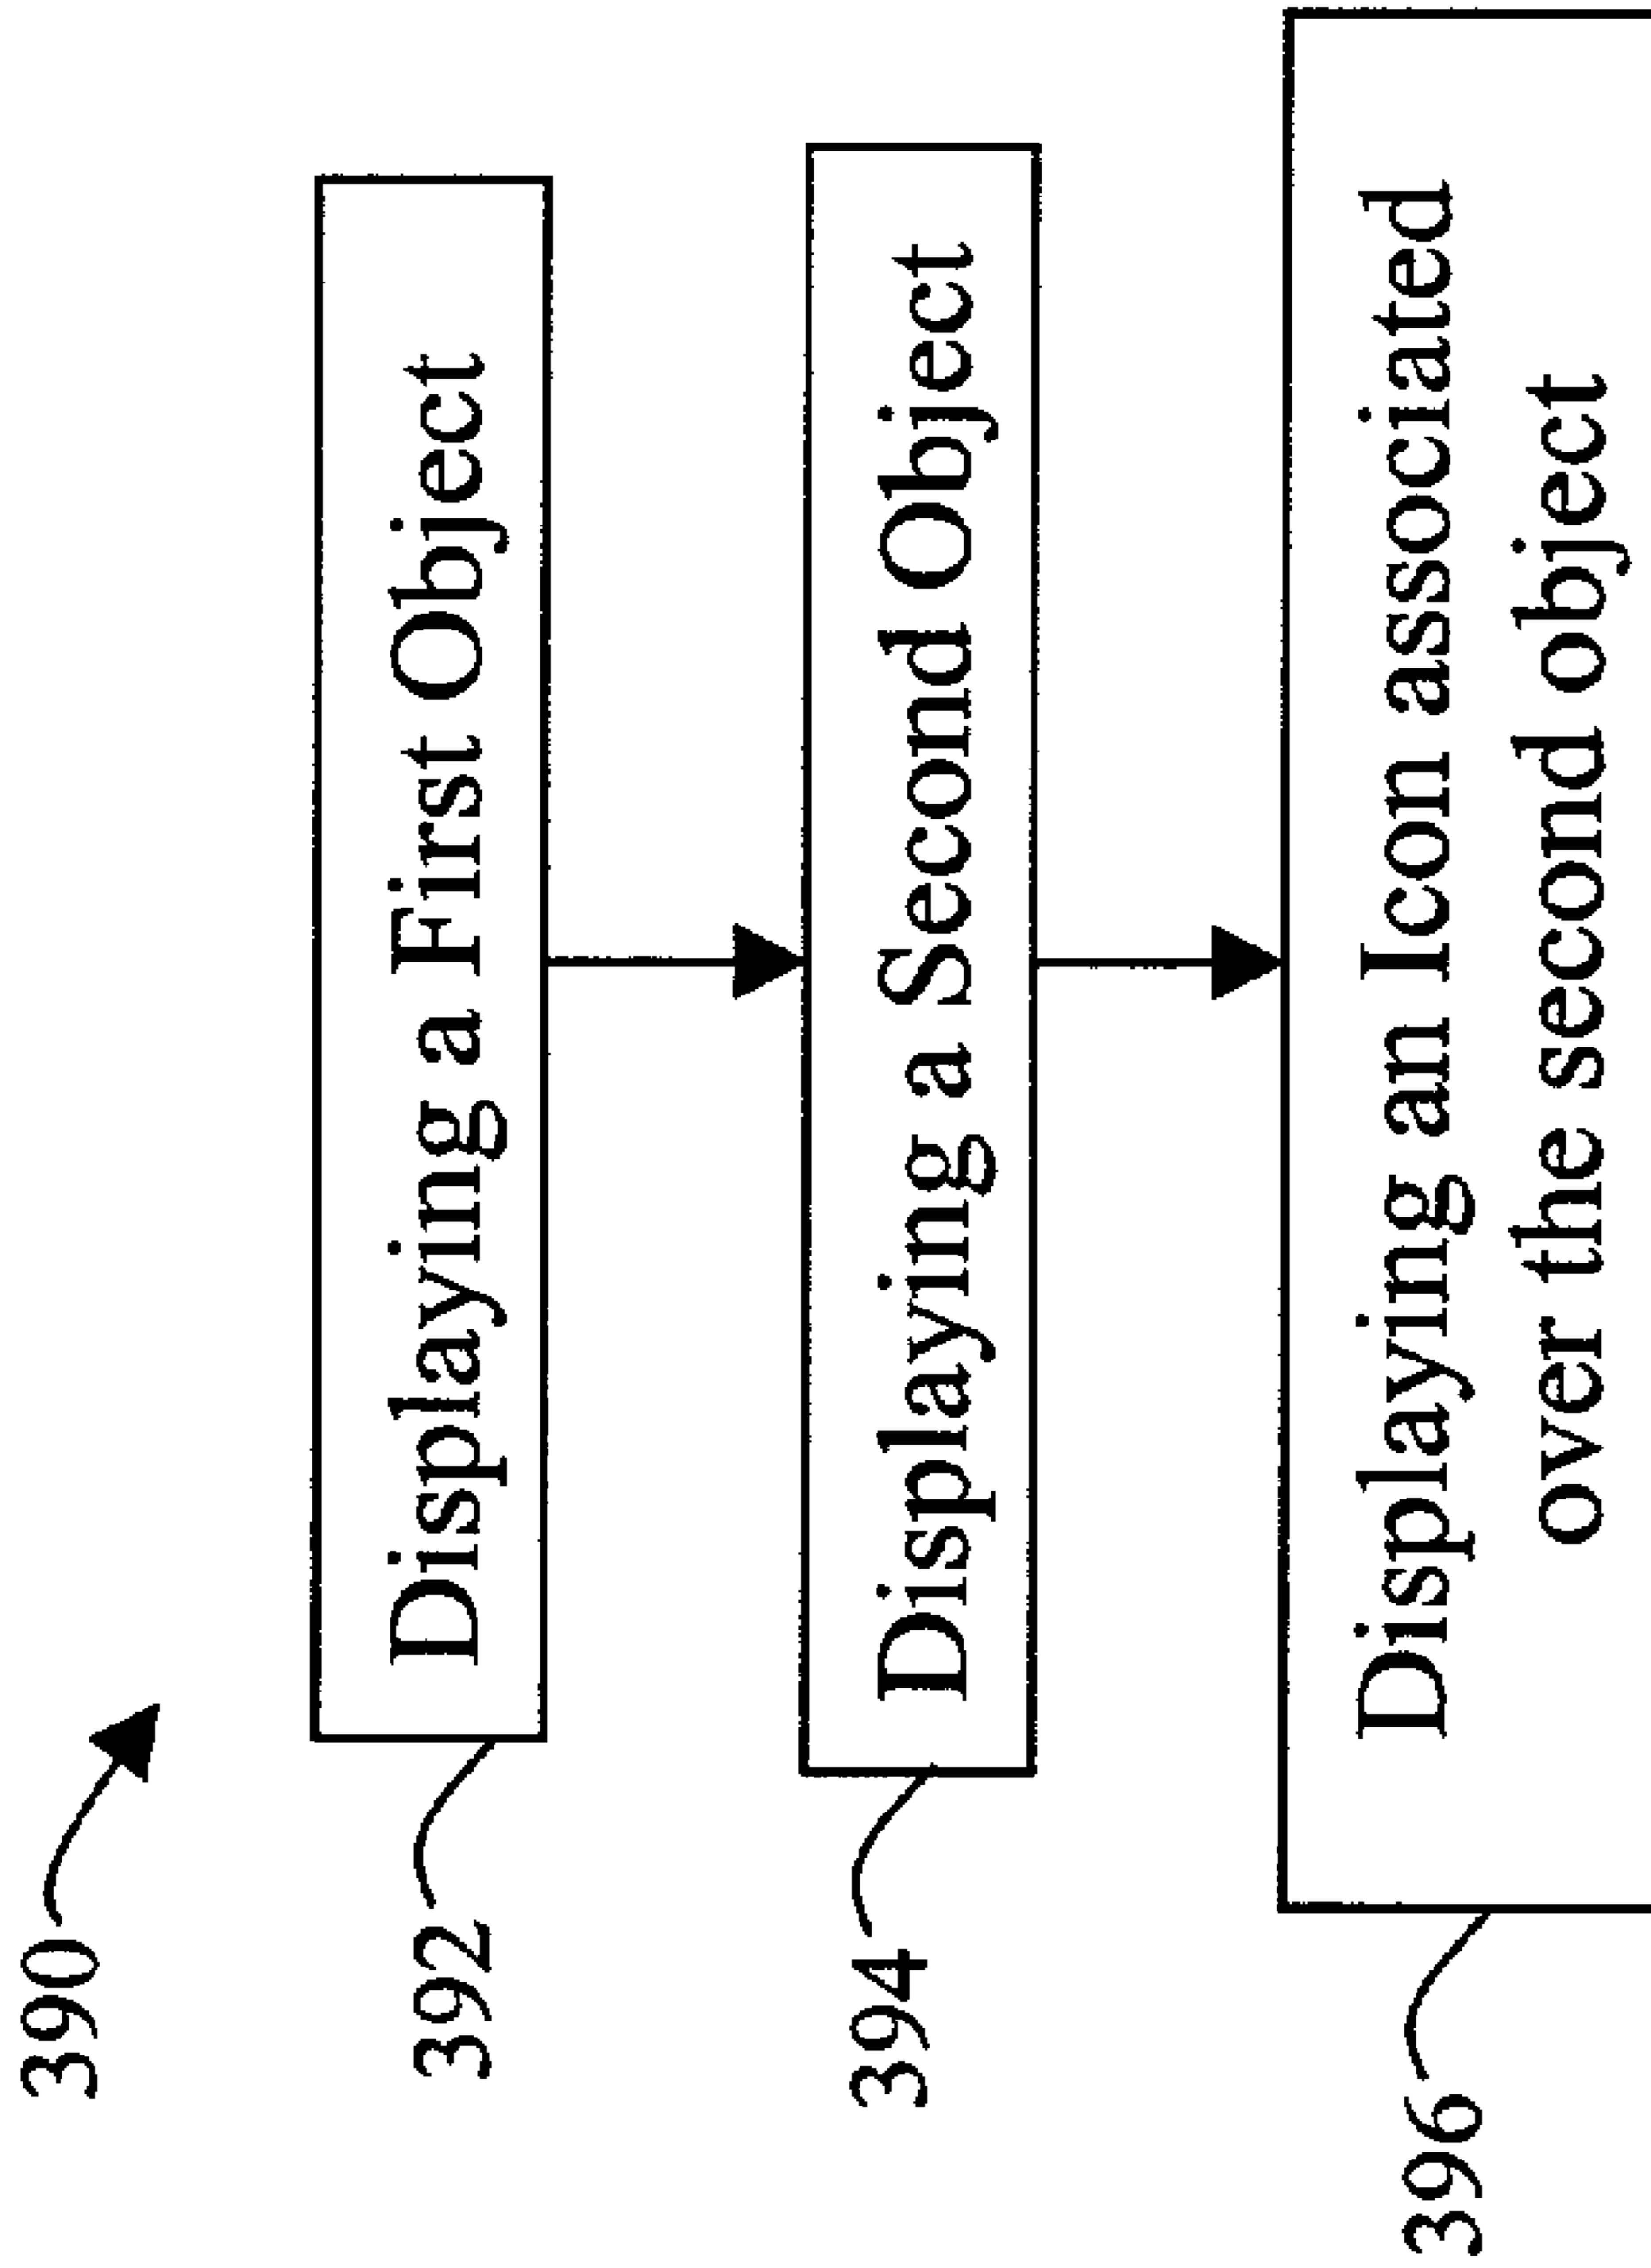 390
392
Displaying a First Object
394
Displaying a Second Object
396
Displaying an Icon associated
over the second object